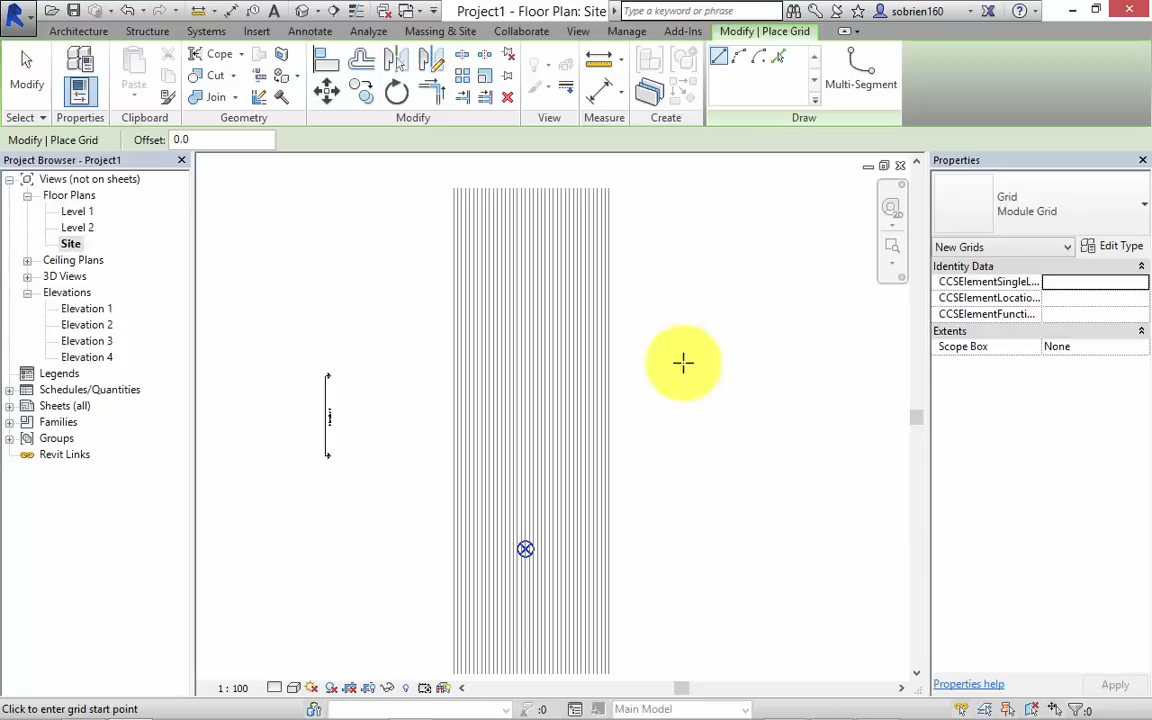 Project1 - Floor Plan: Site
Type a keyword or phrase
sobrien160
Architecture
Structure
Systems
Insert
Annotate
Analyze
Massing & Site
Collaborate
View
Manage
Add-Ins
Modify | Place Grid
Modify
Paste
Cope
Cut
Join
Multi-Segment
Select
Properties
Clipboard
Geometry
Modify
View
Measure
Create
Draw
Modify | Place Grid
Offset: 0.0
Project Browser - Project1
Views (not on sheets)
Floor Plans
Level 1
Level 2
Site
Ceiling Plans
3D Views
Elevations
Elevation 1
Elevation 2
Elevation 3
Elevation 4
Legends
Schedules/Quantities
Sheets (all)
Families
Groups
Revit Links
2D
Properties
Grid
Module Grid
New Grids
Edit Type
Identity Data
CCSElementSingleL...
CCSElementLocatio...
CCSElementFuncti...
Extents
Scope Box
None
Properties help
Apply
1 : 100
Click to enter grid start point
:0
Main Model
:0